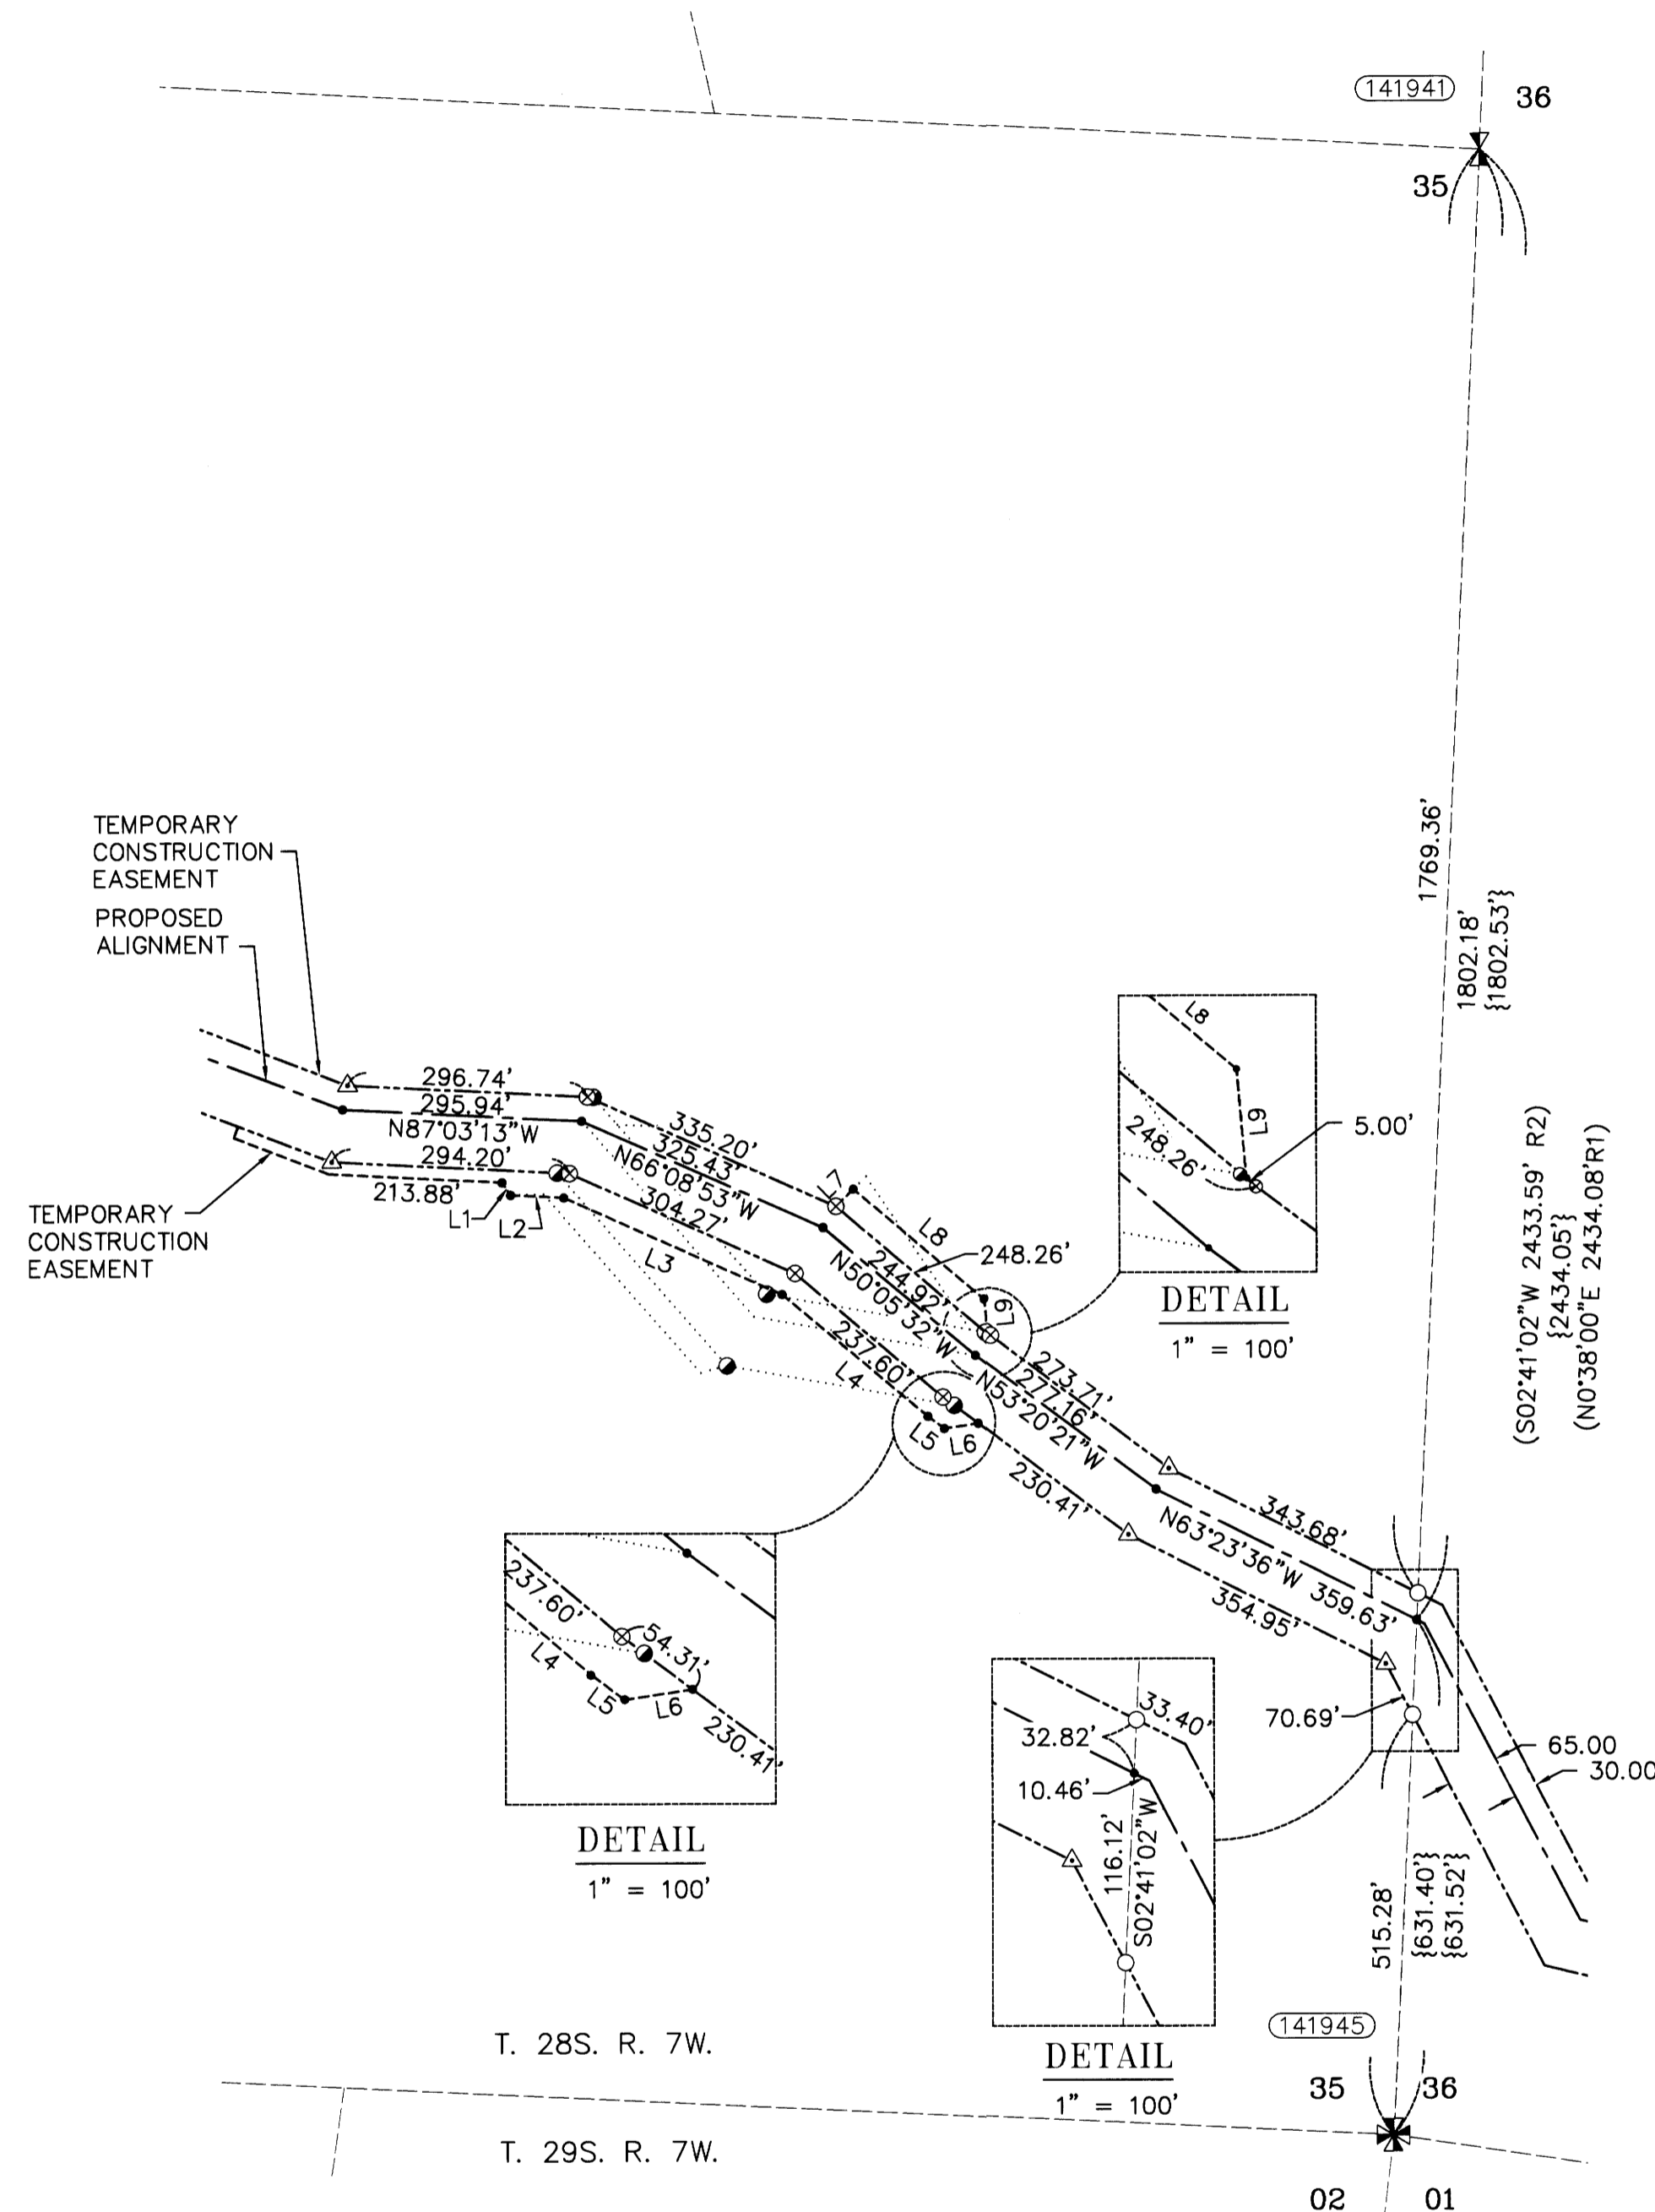 141941
36
35
1769.36'
1802.18'
{1802.53'}
(S02°41'02"W 2433.59' R2)
{2434.05'}
(N0°38'00"E 2434.08'R1)
TEMPORARY
CONSTRUCTION
EASEMENT
PROPOSED
ALIGNMENT
296.74'
295.94'
N87°03'13"W
294.20'
213.88'
L1
L2
TEMPORARY
CONSTRUCTION
EASEMENT
335.20'
325.43'
N66°08'53"W
304.27'
L3
L7
L8
248.26'
244.92'
N50°05'32"W
237.60'
L4
L9
L5
L6
273.71'
277.16'
N53°20'21"W
230.41'
343.68'
N63°23'36"W 359.63'
354.95'
70.69'
65.00
30.00
L8
L9
248.26'
5.00'
DETAIL
1" = 100'
237.60'
54.31'
L4
L5
L6
230.41'
DETAIL
1" = 100'
33.40'
32.82'
10.46'
116.12'
S02°41'02"W
DETAIL
1" = 100'
515.28'
{631.40'}
{631.52'}
141945
35
36
T. 28S. R. 7W.
T. 29S. R. 7W.
02
01